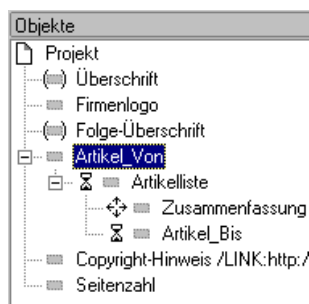 Objekte
Projekt
Überschrift
Firmenlogo
Folge-Überschrift
Artikel_Von
Artikelliste
Zusammenfassung
Artikel_Bis
Copyright-Hinweis /LINK:http:/
Seitenzahl